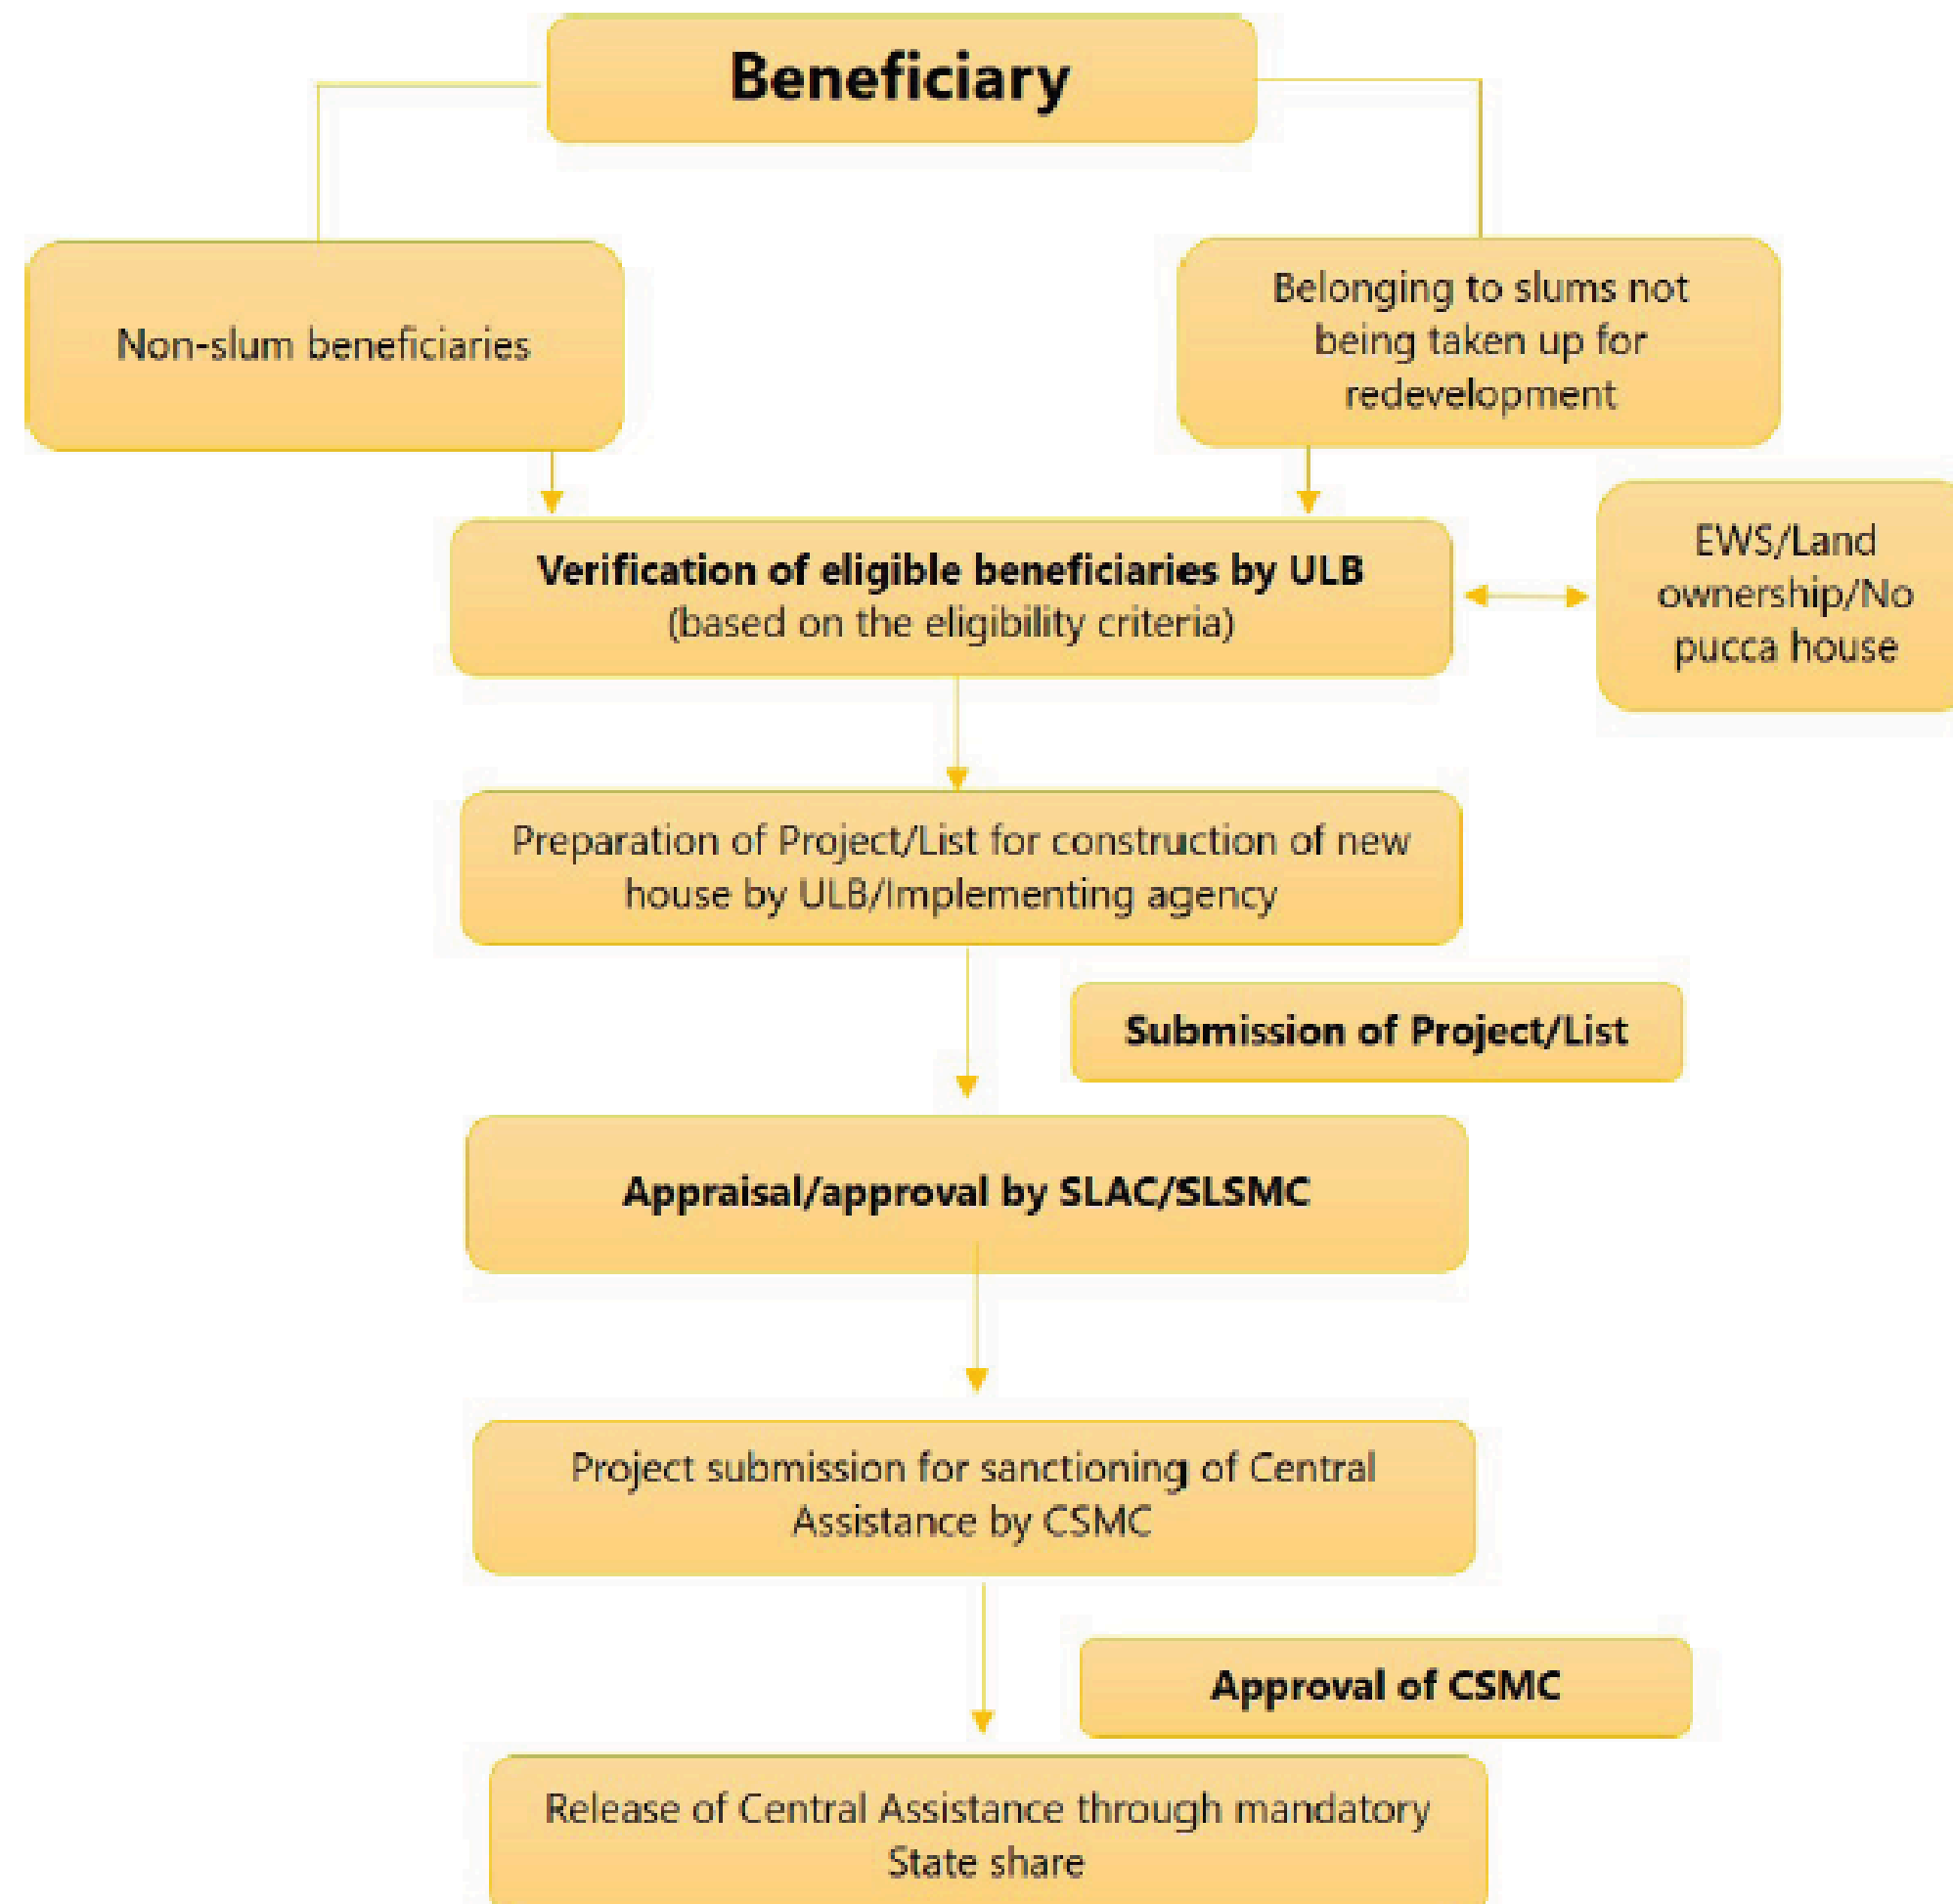 Beneficiary
Non-slum beneficiaries
Belonging to slums not
being taken up for
redevelopment
Verification of eligible beneficiaries by ULB
(based on the eligibility criteria)
EWS/Land
ownership/No
pucca house
Preparation of Project/List for construction of new
house by ULB/Implementing agency
Submission of Project/List
Appraisal/approval by SLAC/SLSMC
Project submission for sanctioning of Central
Assistance by CSMC
Approval of CSMC
Release of Central Assistance through mandatory
State share